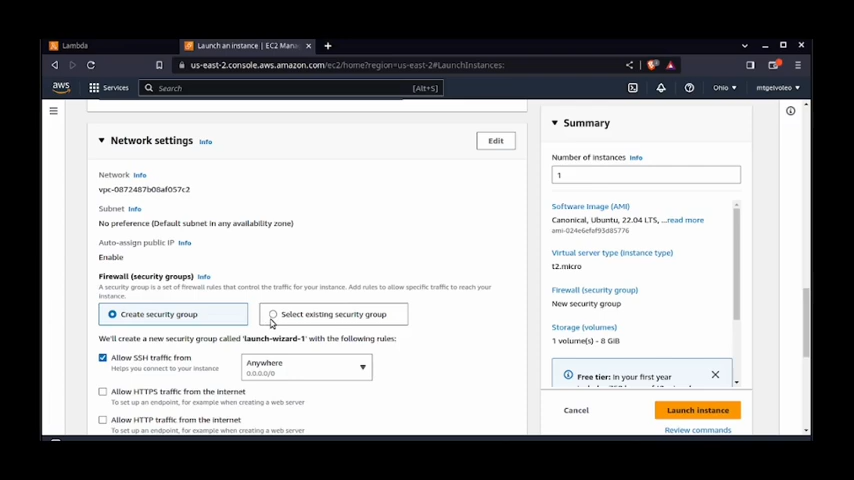 Lambda
Launch an instance | EC2 Mana
us-east-2.console.aws.amazon.com/ec2/home?region=us-east-2#LaunchInstances:
aws
Services
Search
[Alt+S]
Ohio
mtgeivoleo
Network settings Info
Edit
Network Info
vpc-0872487b08af057c2
Subnet Info
No preference (Default subnet in any availability zone)
Auto-assign public IP Info
Enable
Firewall (security groups) Info
A security group is a set of firewall rules that control the traffic for your instance. Add rules to allow specific traffic to reach your
instance.
Create security group
Select existing security group
We'll create a new security group called 'launch-wizard-1' with the following rules:
Allow SSH traffic from
Helps you connect to your instance
Anywhere
0.0.0.0/0
Allow HTTPS traffic from the internet
To set up an endpoint, for example when creating a web server
Allow HTTP traffic from the internet
To set up an endpoint, for example when creating a web server
Summary
Number of instances Info
1
Software Image (AMI)
Canonical, Ubuntu, 22.04 LTS, ...read more
ami-024e6efaf93d85776
Virtual server type (instance type)
t2.micro
Firewall (security group)
New security group
Storage (volumes)
1 volume(s) - 8 GiB
Free tier: In your first year
Cancel
Launch instance
Review commands